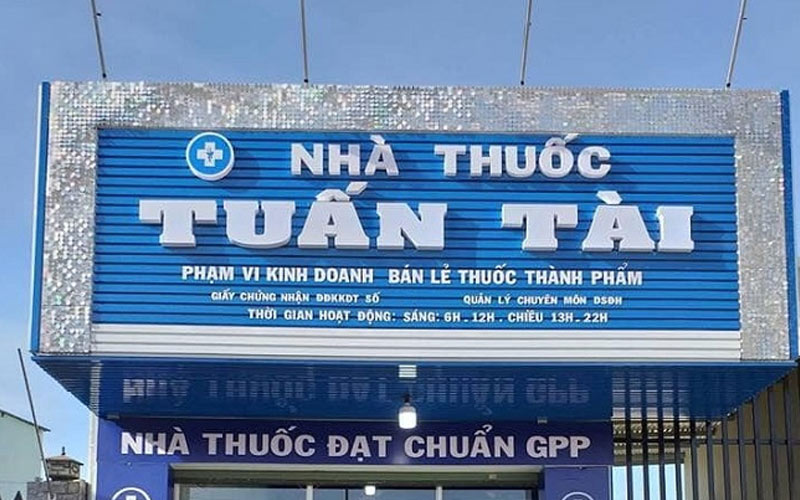 NHÀ THUỐC
TUẤN TÀI
PHẠM VI KINH DOANH BÁN LẺ THUỐC THÀNH PHẨM
GIẤY CHỨNG NHẬN ĐĐKKDT SỐ QUẢN LÝ CHUYÊN MÔN DSĐH
THỜI GIAN HOẠT ĐỘNG: SÁNG: 6H . 12H . CHIỀU 13H . 22H
NHÀ THUỐC ĐẠT CHUẨN GPP